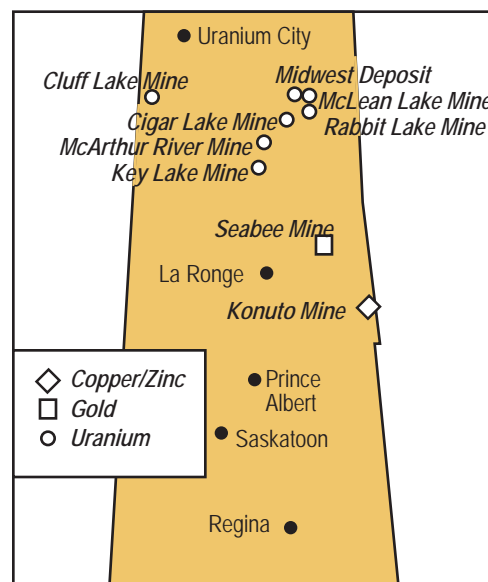 Uranium City
Cluff Lake Mine
Midwest Deposit
McLean Lake Mine
Cigar Lake Mine
Rabbit Lake Mine
McArthur River Mine
Key Lake Mine
Seabee Mine
La Ronge
Konuto Mine
Copper/Zinc
Gold
Uranium
Prince
Albert
Saskatoon
Regina